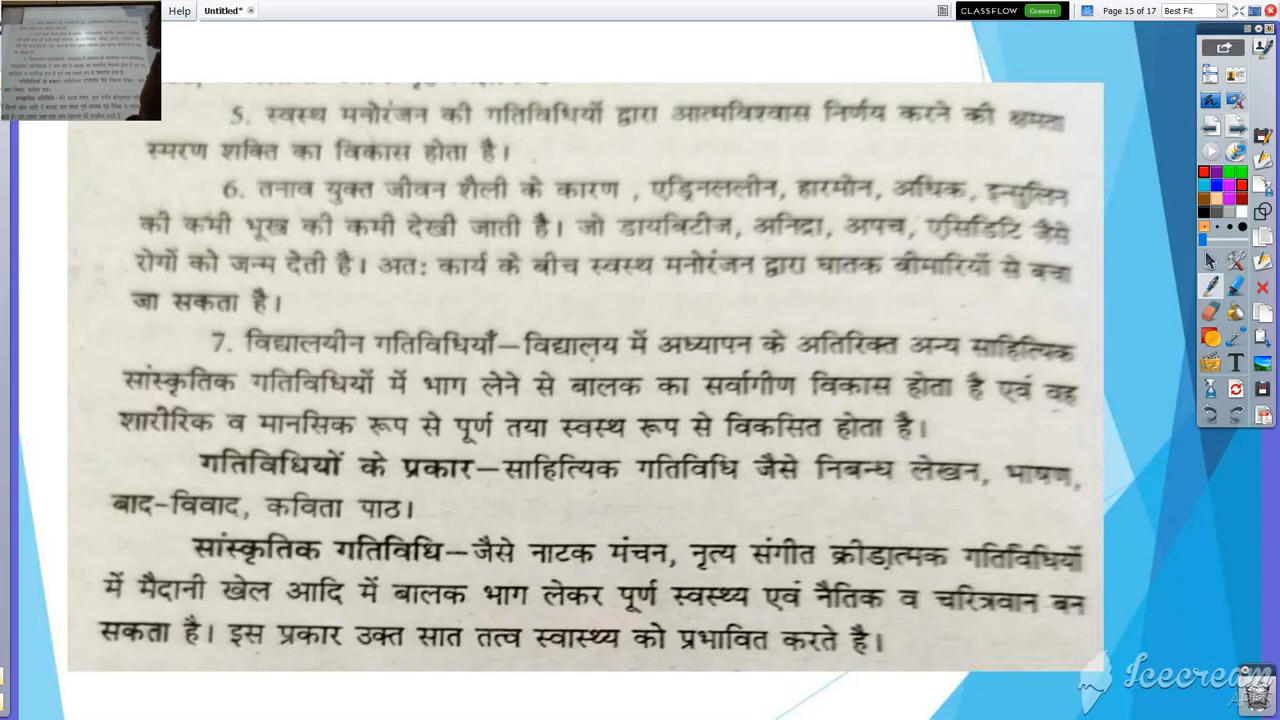 Help
Untitled*
CLASSFLOW Connect
Page 15 of 17
Best Fit
5. स्वस्थ मनोरंजन की गतिविधियों द्वारा आत्मविश्वास निर्णय करने की क्षमता
स्मरण शक्ति का विकास होता है।
6. तनाव युक्त जीवन शैली के कारण , एड्रिनललीन, हारमोन, अधिक, इन्सुलिन
की कमी भूख की कमी देखी जाती है। जो डायबिटीज, अनिद्रा, अपच, एसिडिटि जैसे
रोगों को जन्म देती है। अतः कार्य के बीच स्वस्थ मनोरंजन द्वारा घातक बीमारियों से बचा
जा सकता है।
7. विद्यालयीन गतिविधियाँ–विद्यालय में अध्यापन के अतिरिक्त अन्य साहित्यिक
सांस्कृतिक गतिविधियों में भाग लेने से बालक का सर्वागीण विकास होता है एवं वह
शारीरिक व मानसिक रूप से पूर्ण तया स्वस्थ रूप से विकसित होता है।
गतिविधियों के प्रकार–साहित्यिक गतिविधि जैसे निबन्ध लेखन, भाषण,
बाद-विवाद, कविता पाठ।
सांस्कृतिक गतिविधि–जैसे नाटक मंचन, नृत्य संगीत क्रीड़ात्मक गतिविधियों
में मैदानी खेल आदि में बालक भाग लेकर पूर्ण स्वस्थ्य एवं नैतिक व चरित्रवान बन
सकता है। इस प्रकार उक्त सात तत्व स्वास्थ्य को प्रभावित करते है।
Icecream
APPS